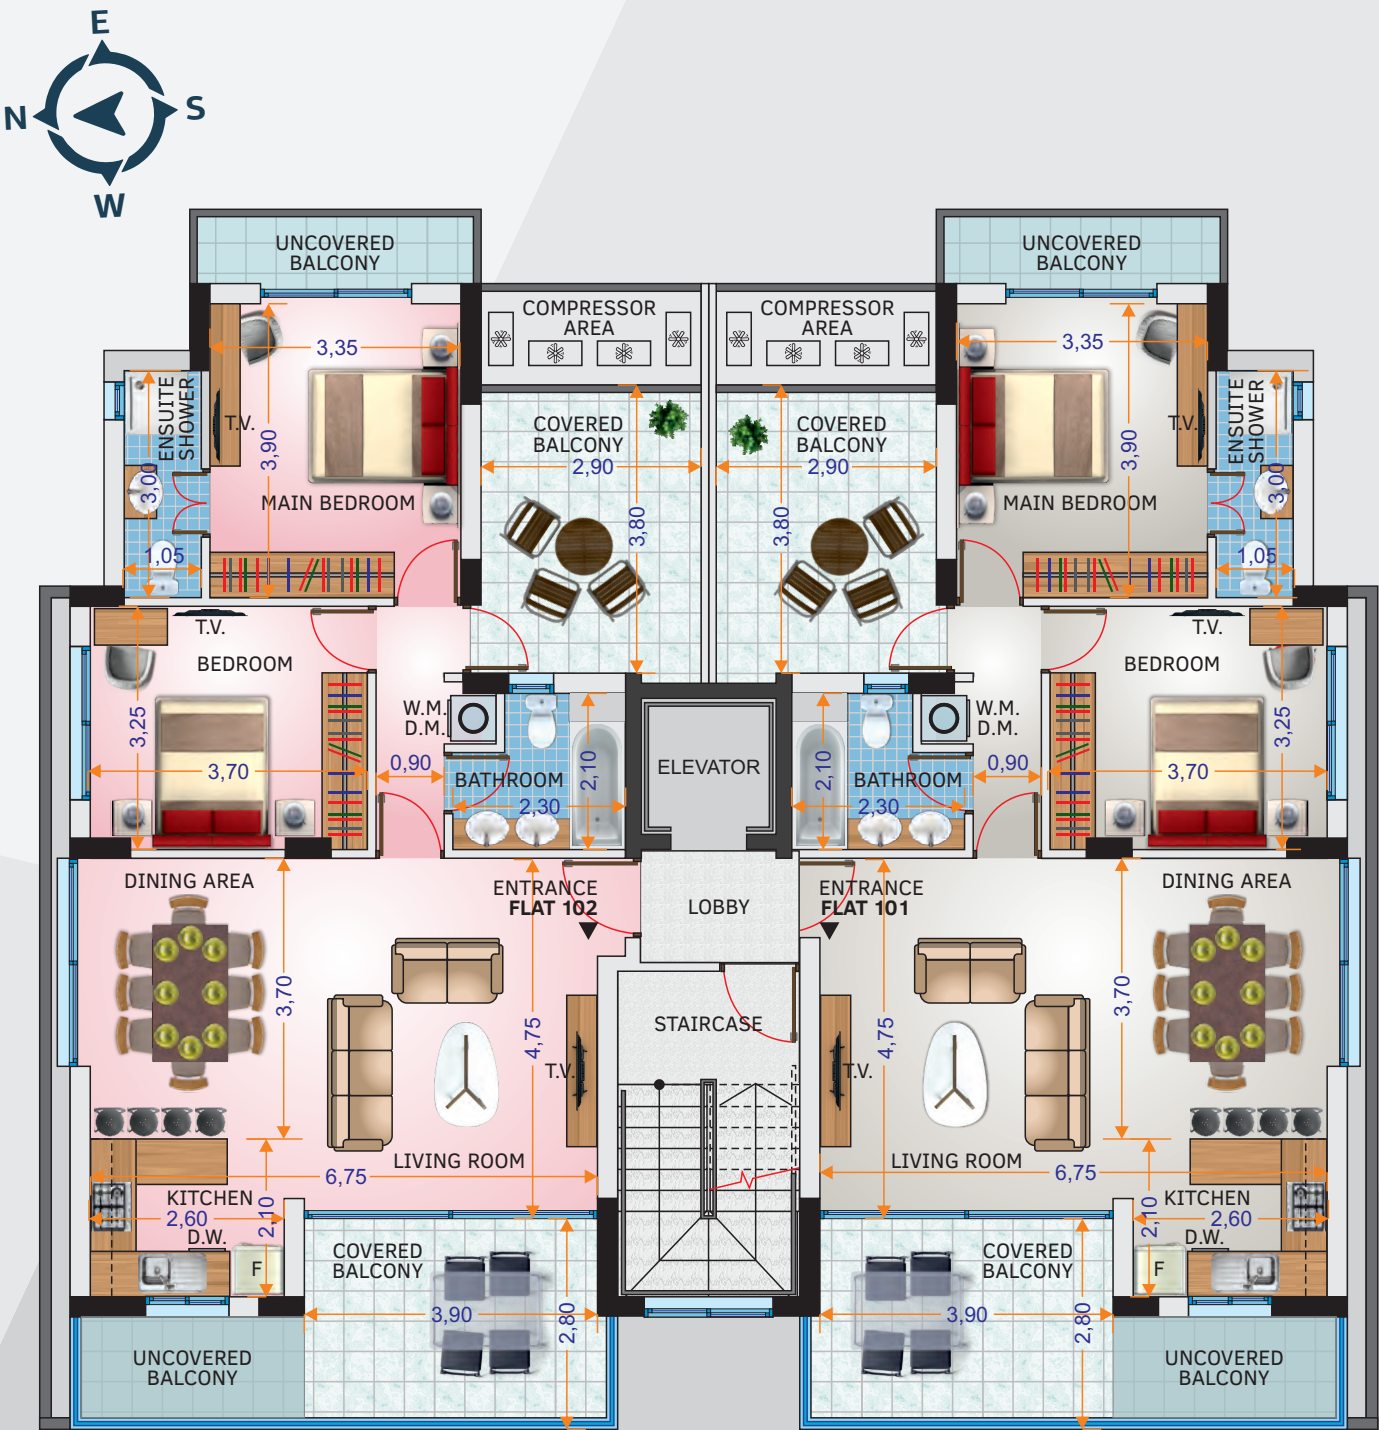 E
N
S
W
UNCOVERED
BALCONY
UNCOVERED
BALCONY
COMPRESSOR
AREA
COMPRESSOR
AREA
3,35
3,35
ENSUITE
SHOWER
T.V.
3,90
3,00
MAIN BEDROOM
1,05
COVERED
BALCONY
2,90
3,80
COVERED
BALCONY
2,90
3,80
T.V.
3,90
ENSUITE
SHOWER
3,00
MAIN BEDROOM
1,05
T.V.
BEDROOM
3,25
3,70
W.M.
D.M.
0,90
BATHROOM
2,30
2,10
ELEVATOR
2,10
BATHROOM
2,30
W.M.
D.M.
0,90
T.V.
BEDROOM
3,25
3,70
DINING AREA
ENTRANCE
FLAT 102
LOBBY
ENTRANCE
FLAT 101
DINING AREA
3,70
4,75
T.V.
STAIRCASE
4,75
T.V.
3,70
LIVING ROOM
6,75
LIVING ROOM
6,75
KITCHEN
2,60
2,10
D.W.
F
KITCHEN
2,60
2,10
D.W.
F
COVERED
BALCONY
3,90
2,80
COVERED
BALCONY
3,90
2,80
UNCOVERED
BALCONY
UNCOVERED
BALCONY